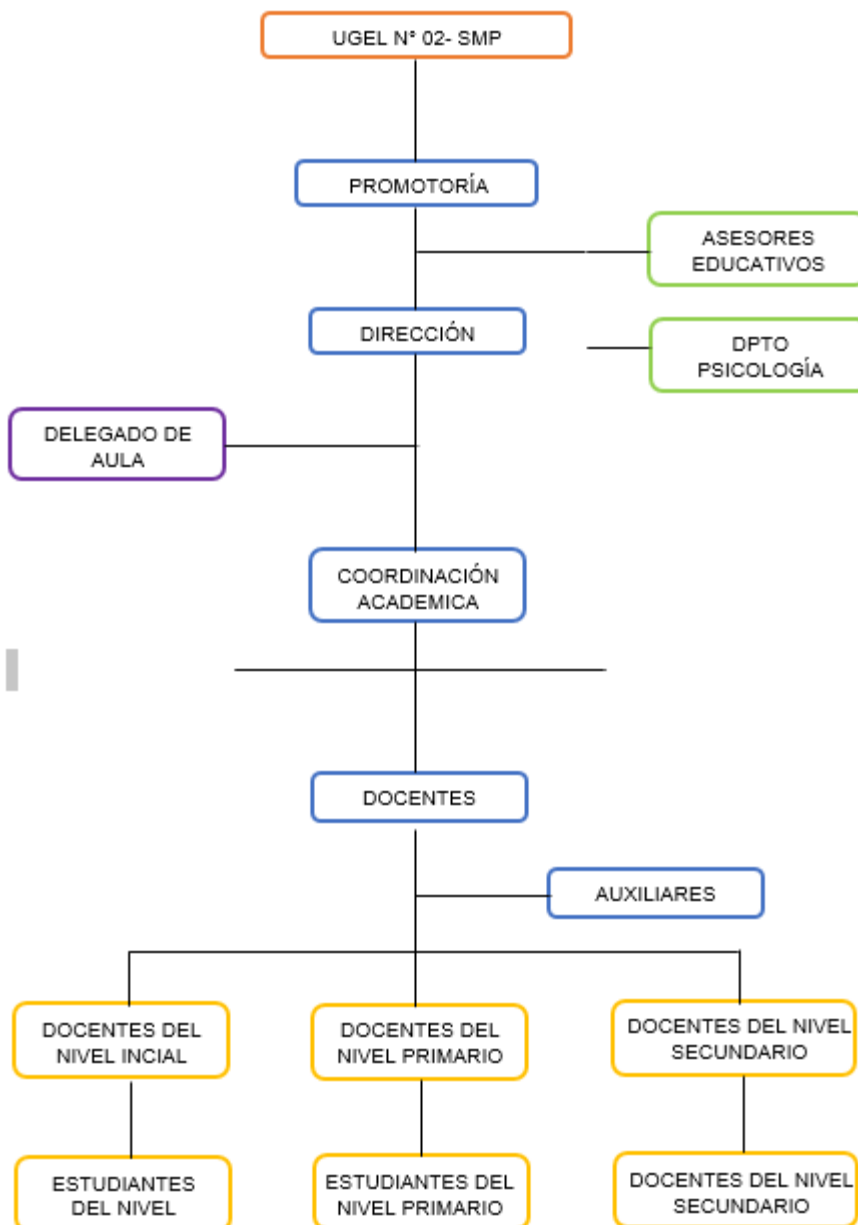 UGEL N° 02- SMP
PROMOTORÍA
ASESORES
EDUCATIVOS
DIRECCIÓN
DPTO
PSICOLOGÍA
DELEGADO DE
AULA
COORDINACIÓN
ACADEMICA
DOCENTES
AUXILIARES
DOCENTES DEL
NIVEL INCIAL
DOCENTES DEL
NIVEL PRIMARIO
DOCENTES DEL NIVEL
SECUNDARIO
ESTUDIANTES
DEL NIVEL
ESTUDIANTES DEL
NIVEL PRIMARIO
DOCENTES DEL NIVEL
SECUNDARIO